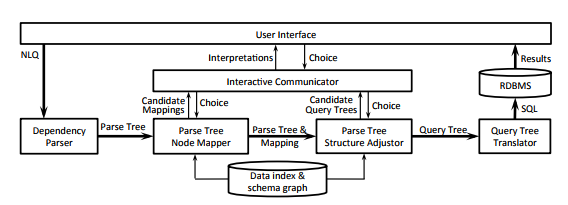 User Interface
NLQ
Interpretations
Choice
Results
Interactive Communicator
RDBMS
Candidate
Mappings
Choice
Candidate
Query Trees
Choice
SQL
Dependency
Parser
Parse Tree
Parse Tree
Node Mapper
Parse Tree &
Mapping
Parse Tree
Structure Adjustor
Query Tree
Query Tree
Translator
Data index &
schema graph